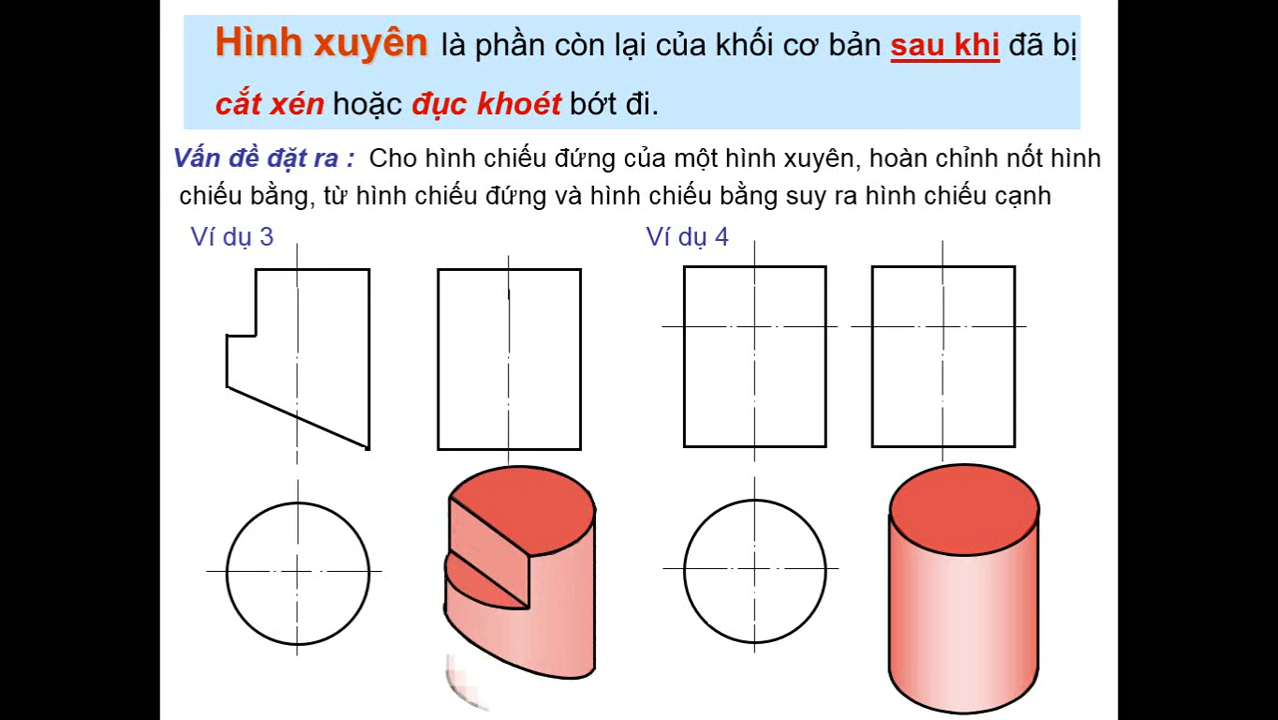 Hình xuyên là phần còn lại của khối cơ bản sau khi đã bị
cắt xén hoặc đục khoét bớt đi.
Vấn đề đặt ra : Cho hình chiếu đứng của một hình xuyên, hoàn chỉnh nốt hình
chiếu bằng, từ hình chiếu đứng và hình chiếu bằng suy ra hình chiếu cạnh
Ví dụ 3
Ví dụ 4